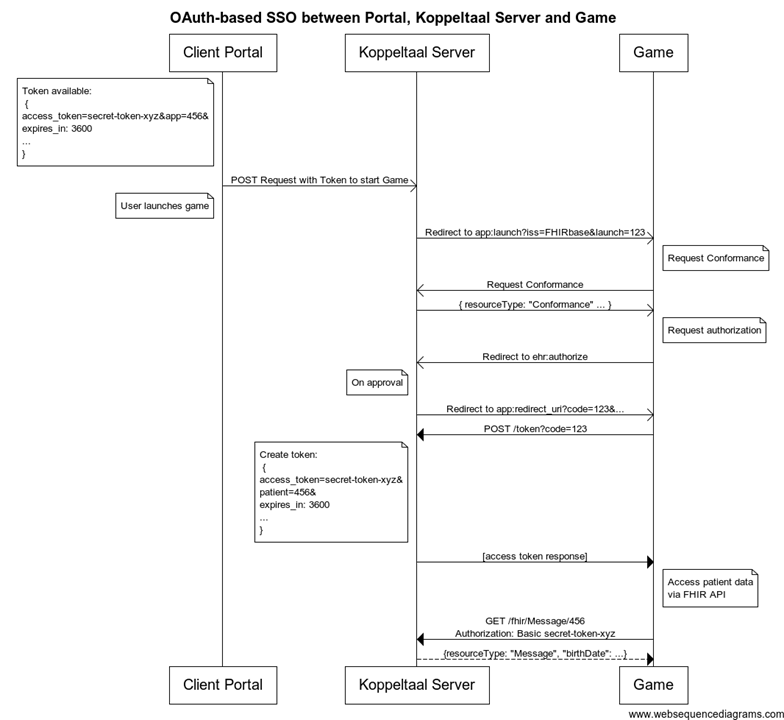 OAuth-based SSO between Portal, Koppeltaal Server and Game
Client Portal
Koppeltaal Server
Game
Token available:
{
access_token=secret-token-xyz&app=456&
expires_in: 3600
...
}
POST Request with Token to start Game
User launches game
Redirect to app:launch?iss=FHIRbase&launch=123
Request Conformance
Request Conformance
{ resourceType: "Conformance" ... }
Request authorization
Redirect to ehr:authorize
On approval
Redirect to app:redirect_uri?code=123&...
POST /token?code=123
Create token:
{
access_token=secret-token-xyz&
patient=456&
expires_in: 3600
...
}
[access token response]
Access patient data
via FHIR API
GET /fhir/Message/456
Authorization: Basic secret-token-xyz
{resourceType: "Message", "birthDate": ...}
Client Portal
Koppeltaal Server
Game
www.websequencediagrams.com